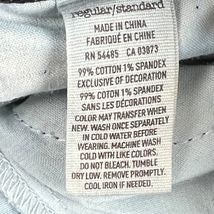 regular/standard
MADE IN CHINA
FABRIQUÉ EN CHINE
RN 54485 CA 03873
99% COTTON 1% SPANDEX
EXCLUSIVE OF DECORATION
99% COTON 1% SPANDEX
SANS LES DÉCORATIONS
COLOR MAY TRANSFER WHEN
NEW. WASH ONCE SEPARATELY
IN COLD WATER BEFORE
WEARING. MACHINE WASH
COLD WITH LIKE COLORS.
DO NOT BLEACH. TUMBLE
DRY LOW. REMOVE PROMPTLY.
COOL IRON IF NEEDED.